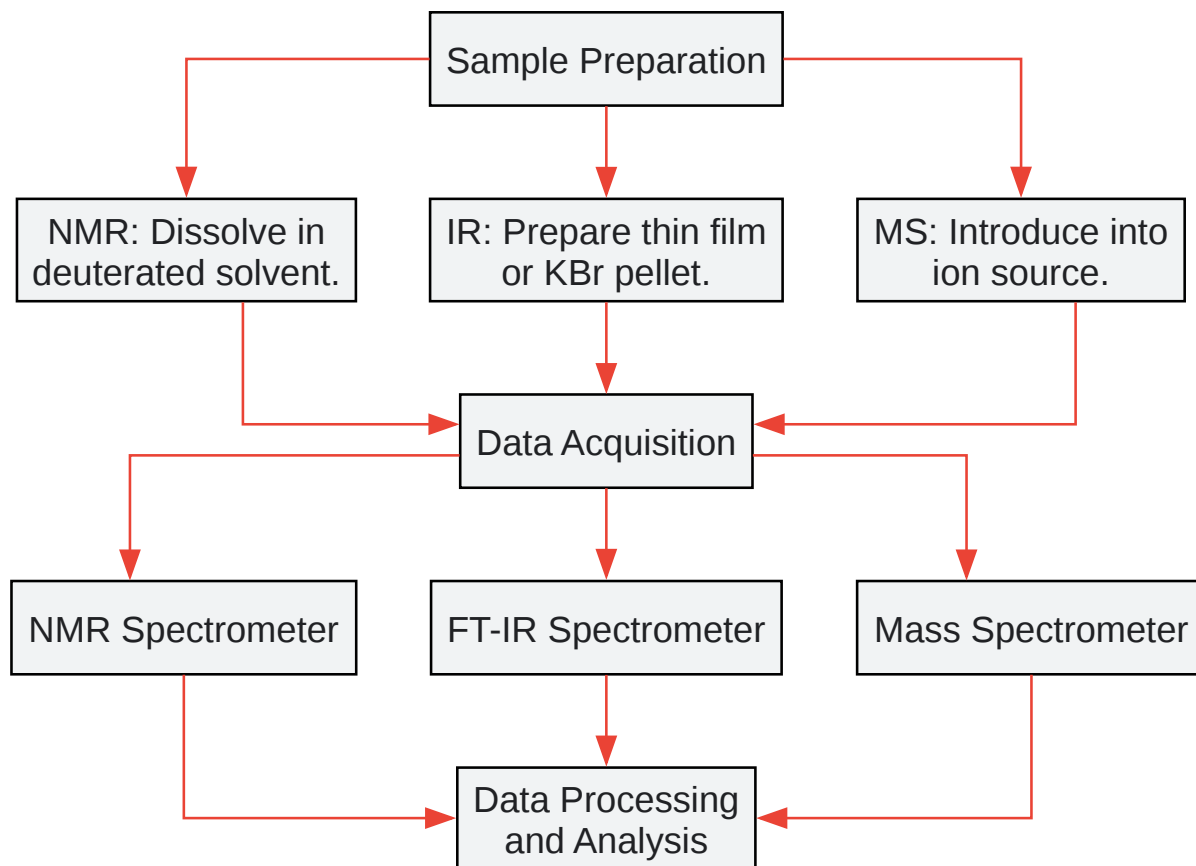 Sample Preparation
NMR: Dissolve in
deuterated solvent.
IR: Prepare thin film
or KBr pellet.
MS: Introduce into
ion source.
Data Acquisition
NMR Spectrometer
FT-IR Spectrometer
Mass Spectrometer
Data Processing
and Analysis